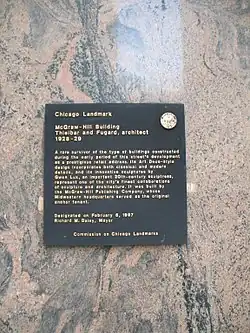 Chicago Landmark
McGraw-Hill Building
Thielbar and Fugard, architect
1928-29
A rare survivor of the type of buildings constructed
during the early period of this street's development
as a prestigious retail address, its Art Deco-style
design incorporates both classical and modern
details, and its innovative sculptures by
Gwen Lux, an important 20th-century sculptress,
represent one of the city's finest collaborations
of sculpture and architecture. It was built by
the McGraw-Hill Publishing Company, whose
Midwestern headquarters served as the original
anchor tenant.
Designated on February 6, 1997
Richard M. Daley, Mayor
Commission on Chicago Landmarks